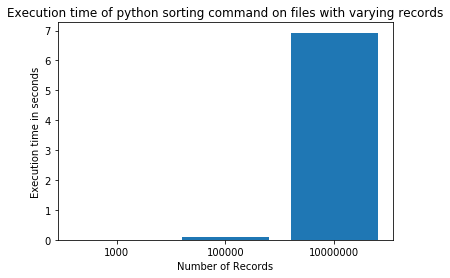 Execution time of python sorting command on files with varying records
7
6
5
4
3
2
1
0
Execution time in seconds
1000 100000 10000000
Number of Records